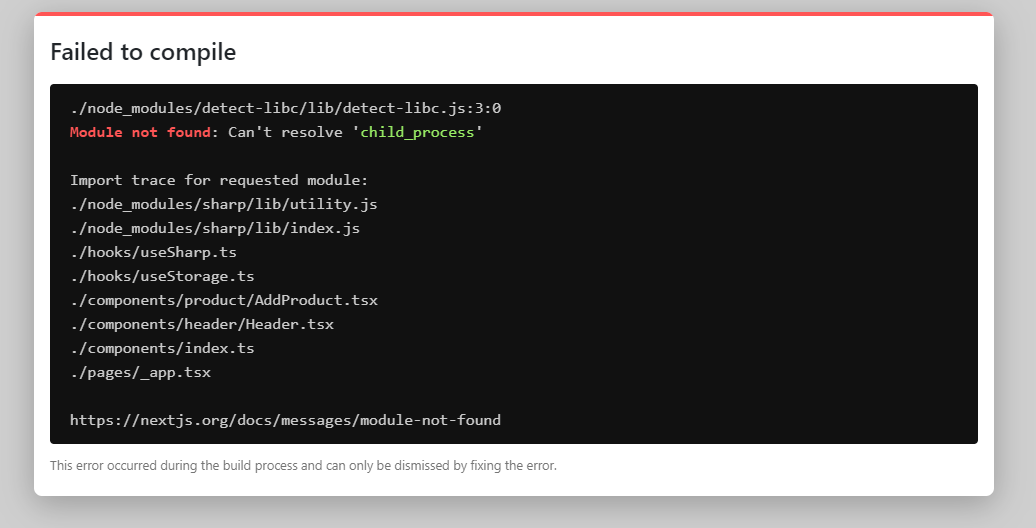 Failed to compile
./node_modules/detect-libc/lib/detect-libc.js:3:0
Module not found: Can't resolve 'child_process'
Import trace for requested module:
./node_modules/sharp/lib/utility.js
./node_modules/sharp/lib/index.js
./hooks/useSharp.ts
./hooks/useStorage.ts
./components/product/AddProduct.tsx
./components/header/Header.tsx
./components/index.ts
./pages/_app.tsx
https://nextjs.org/docs/messages/module-not-found
This error occurred during the build process and can only be dismissed by fixing the error.